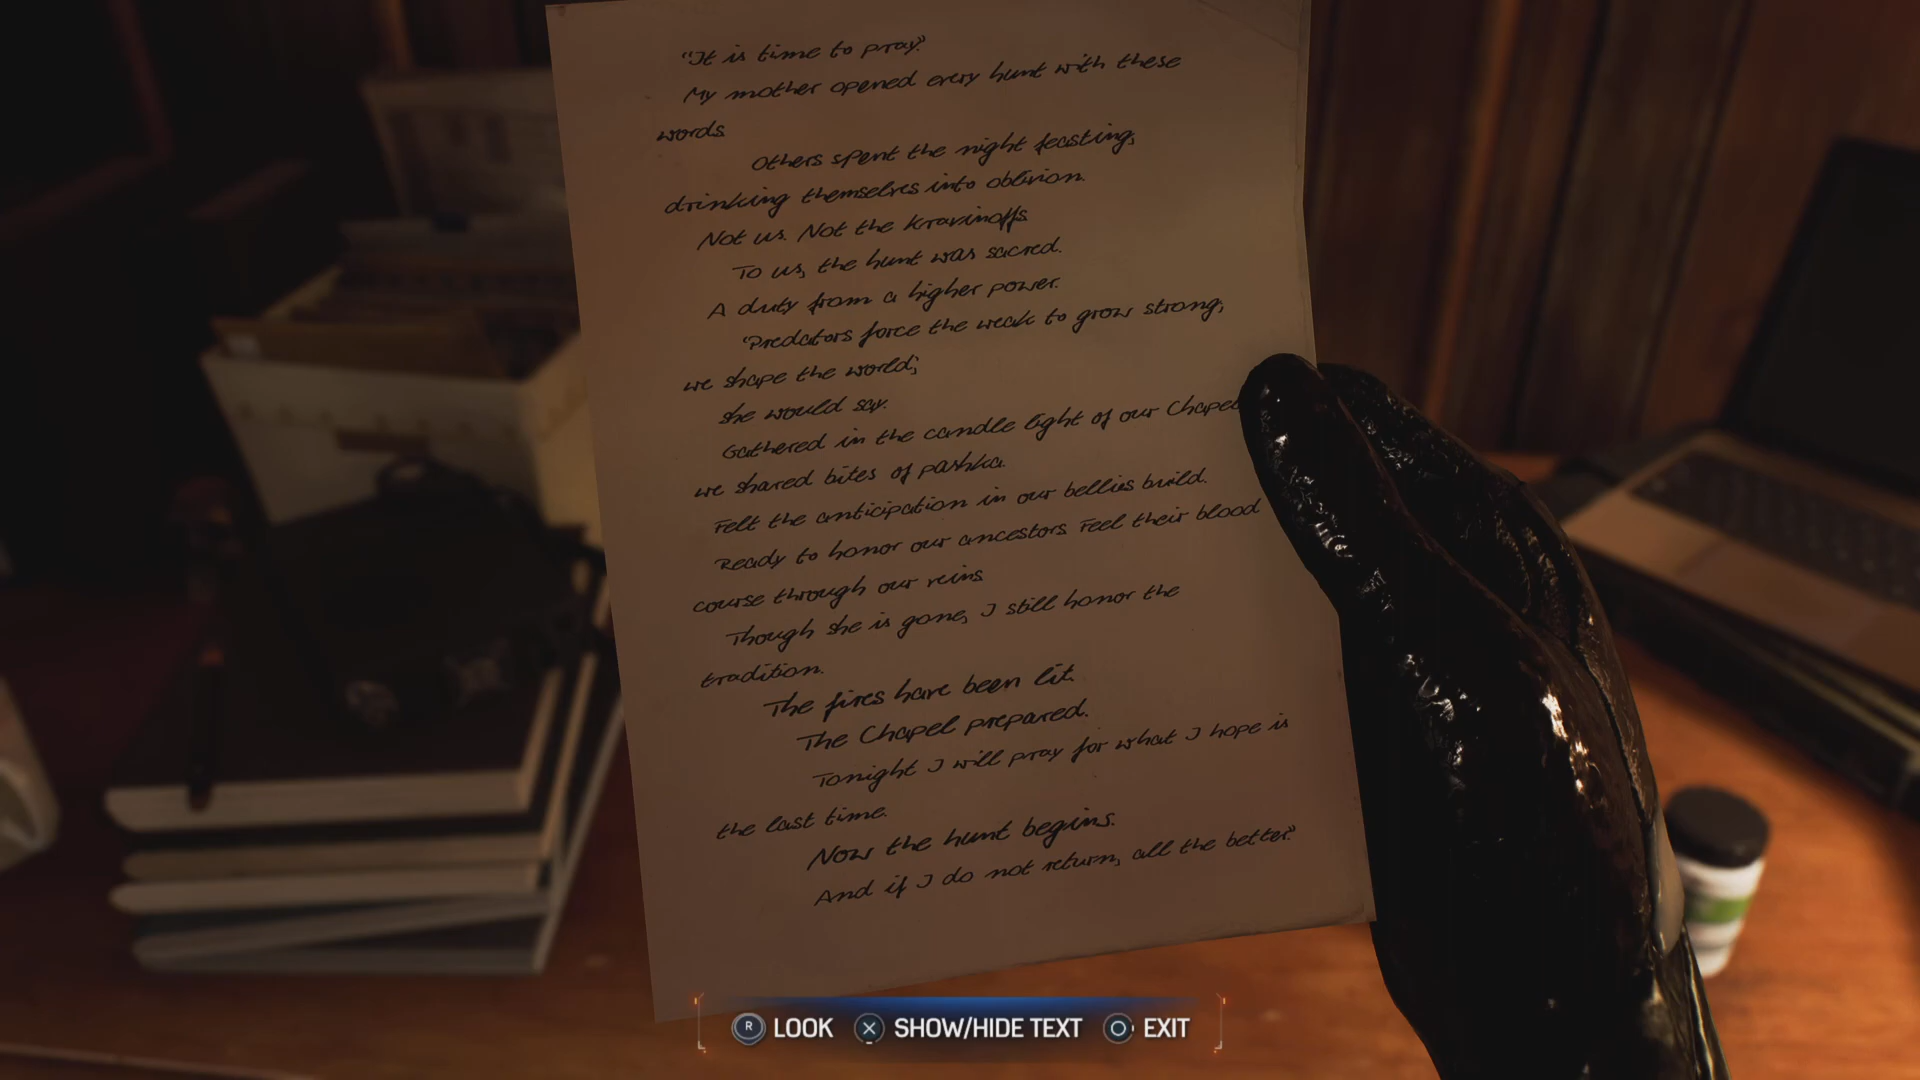 "It is time to pray."
My mother opened every hunt with these
words.
Others spent the night feasting,
drinking themselves into oblivion.
Not us. Not the Kravinoffs.
To us, the hunt was sacred.
A duty from a higher power.
'Predators force the weak to grow strong,
we shape the world,'
she would say.
Gathered in the candle light of our Chapel
we shared bites of pashka.
Felt the anticipation in our bellies build.
Ready to honor our ancestors Feel their blood
course through our veins
Though she is gone, I still honor the
tradition.
The fires have been lit.
The Chapel prepared.
Tonight I will pray for what I hope is
the last time.
Now the hunt begins.
And if I do not return, all the better."
R LOOK SHOW/HIDE TEXT EXIT